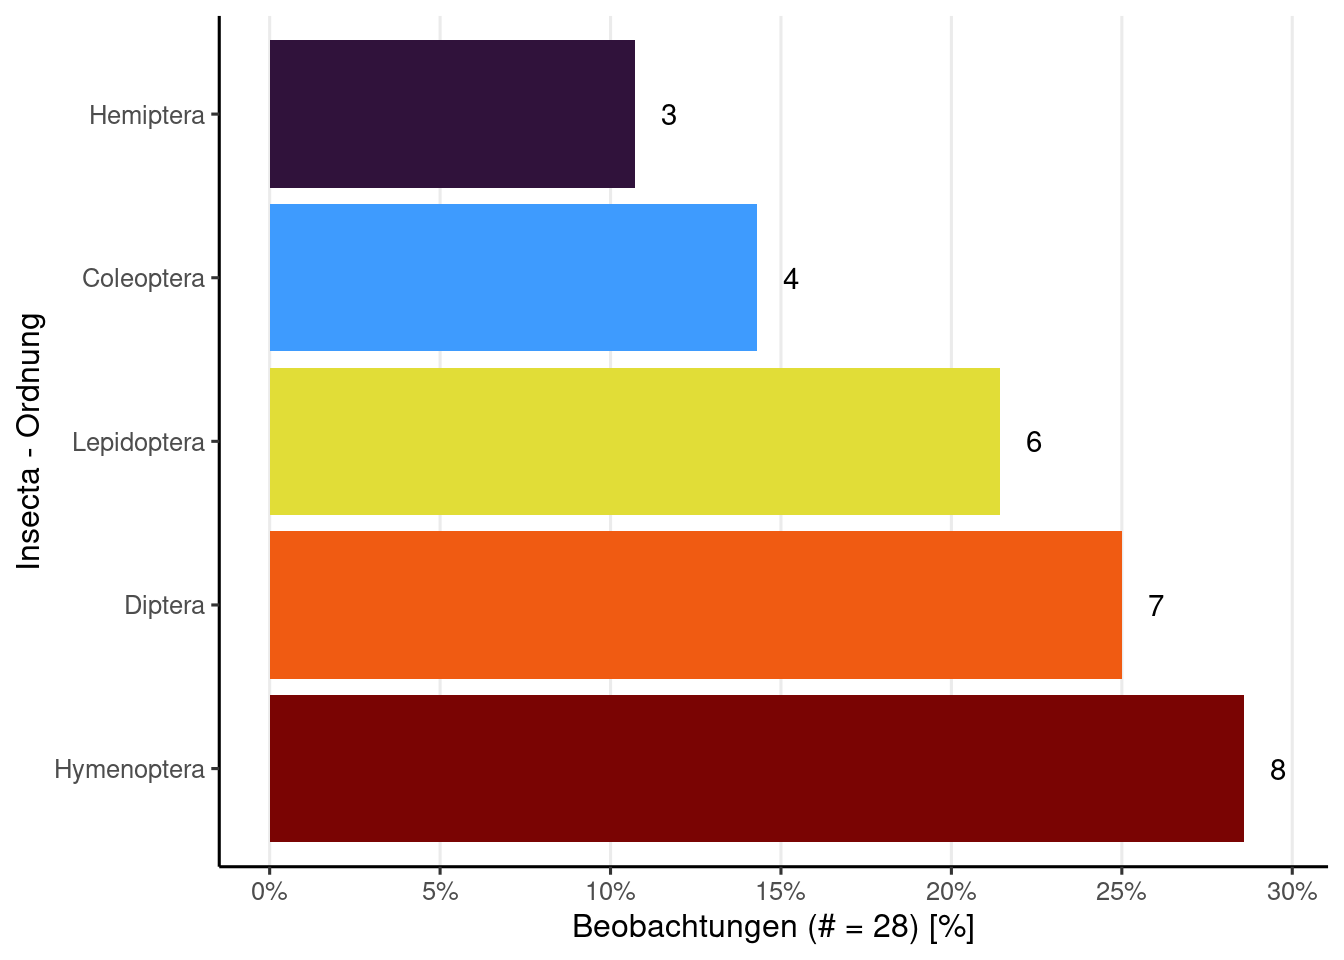 Insecta - Ordnung
Hemiptera 3
Coleoptera 4
Lepidoptera 6
Diptera 7
Hymenoptera 8
0% 5% 10% 15% 20% 25% 30%
Beobachtungen (# = 28) [%]